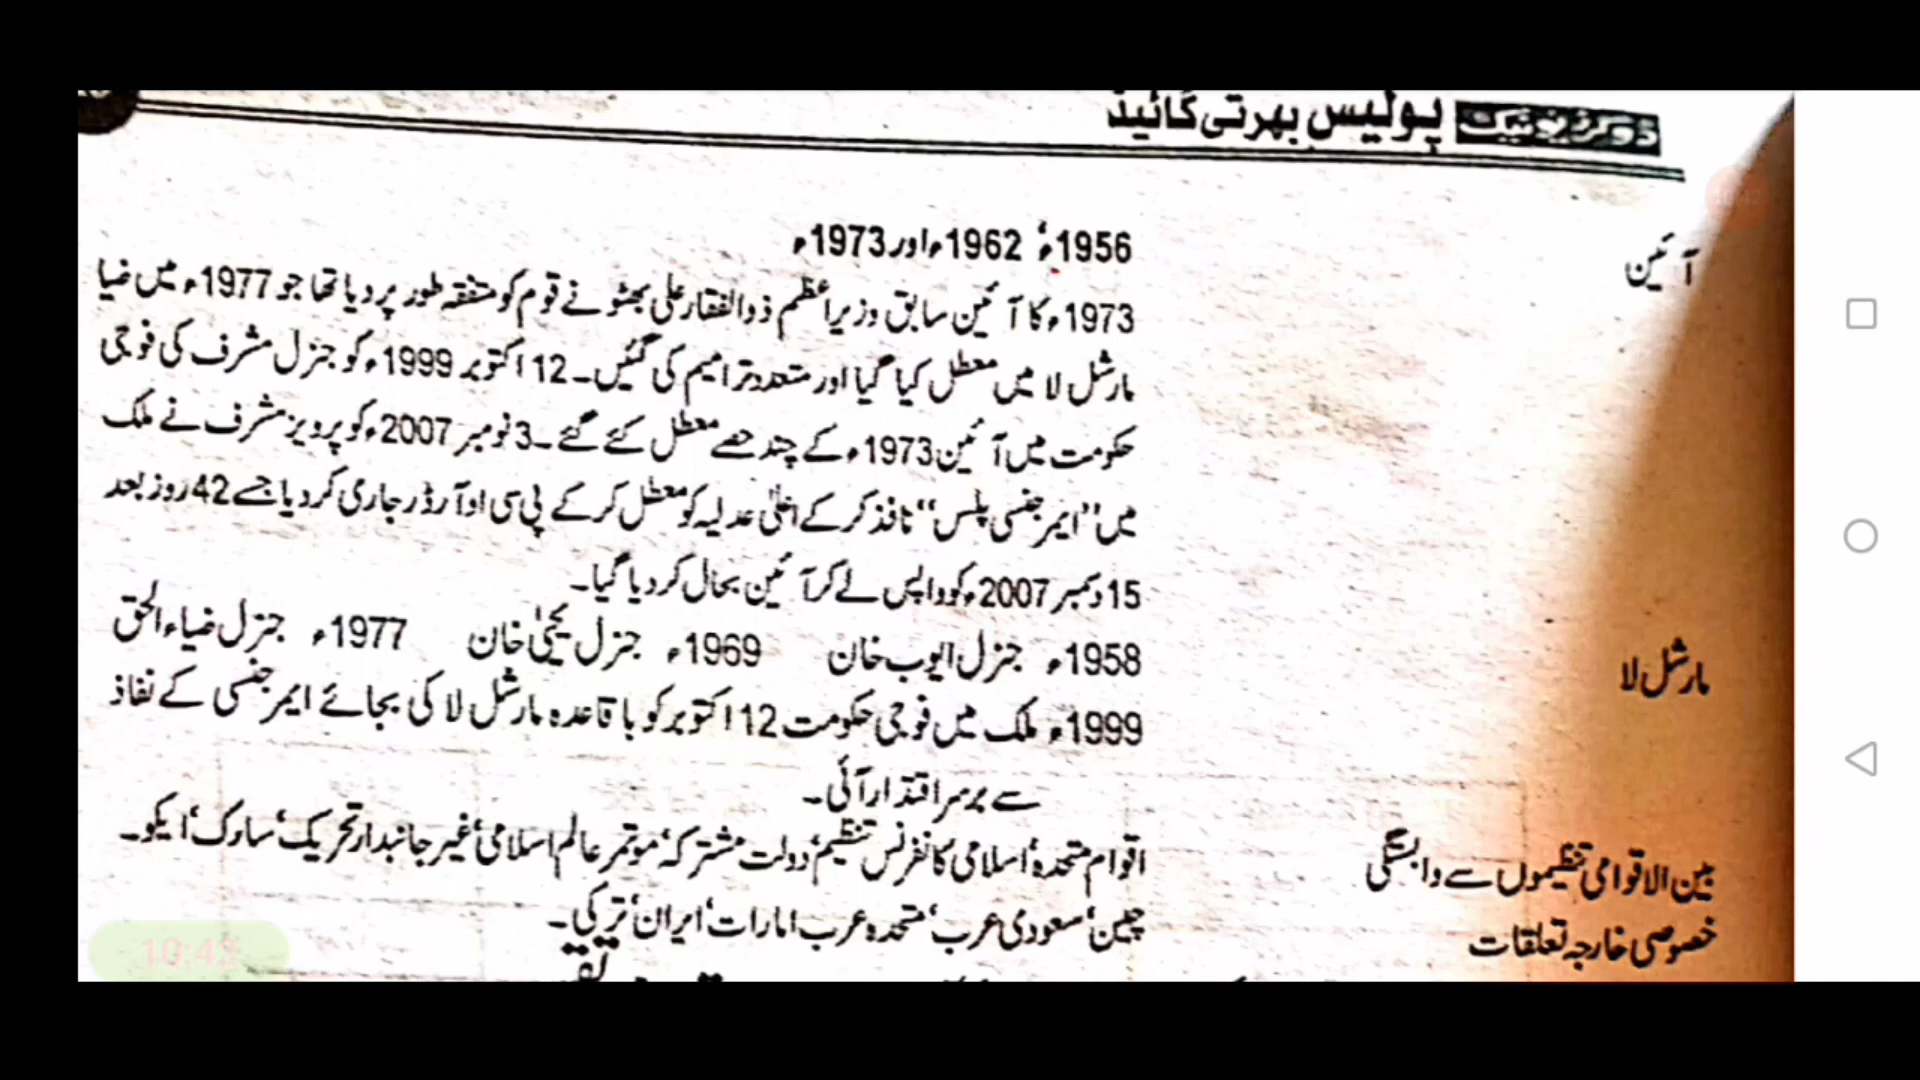 دوگر یونیک پولیس بھرتی گائیڈ
آئین
1956ء، 1962ء اور 1973ء
1973ء کا آئین سابق وزیراعظم ذوالفقار علی بھٹو نے قوم کو متفقہ طور پر دیا تھا جو 1977ء میں ضیا
مارشل لا میں معطل کیا گیا اور متعدد ترامیم کی گئیں۔ 12 اکتوبر 1999ء کو جنرل مشرف کی فوجی
حکومت میں آئین 1973ء کے چند حصے معطل کئے گئے۔ 3 نومبر 2007ء کو پرویز مشرف نے ملک
میں "ایمرجنسی پلس" نافذ کر کے اعلیٰ عدلیہ کو معطل کر کے پی سی او آرڈر جاری کر دیا جسے 42 روز بعد
15 دسمبر 2007ء کو واپس لے کر آئین بحال کر دیا گیا۔
مارشل لا
1958ء جنرل ایوب خان 1969ء جنرل یحییٰ خان 1977ء جنرل ضیاء الحق
1999ء ملک میں فوجی حکومت 12 اکتوبر کو باقاعدہ مارشل لا کی بجائے ایمرجنسی کے نفاذ
سے برسراقتدار آئی۔
بین الاقوامی تنظیموں سے وابستگی
اقوام متحدہ، اسلامی کانفرنس تنظیم، دولت مشترکہ، موتمر عالم اسلامی، غیر جانبدار تحریک، سارک، ایکو۔
خصوصی خارجہ تعلقات
چین، سعودی عرب، متحدہ عرب امارات، ایران، ترکی۔
10:43